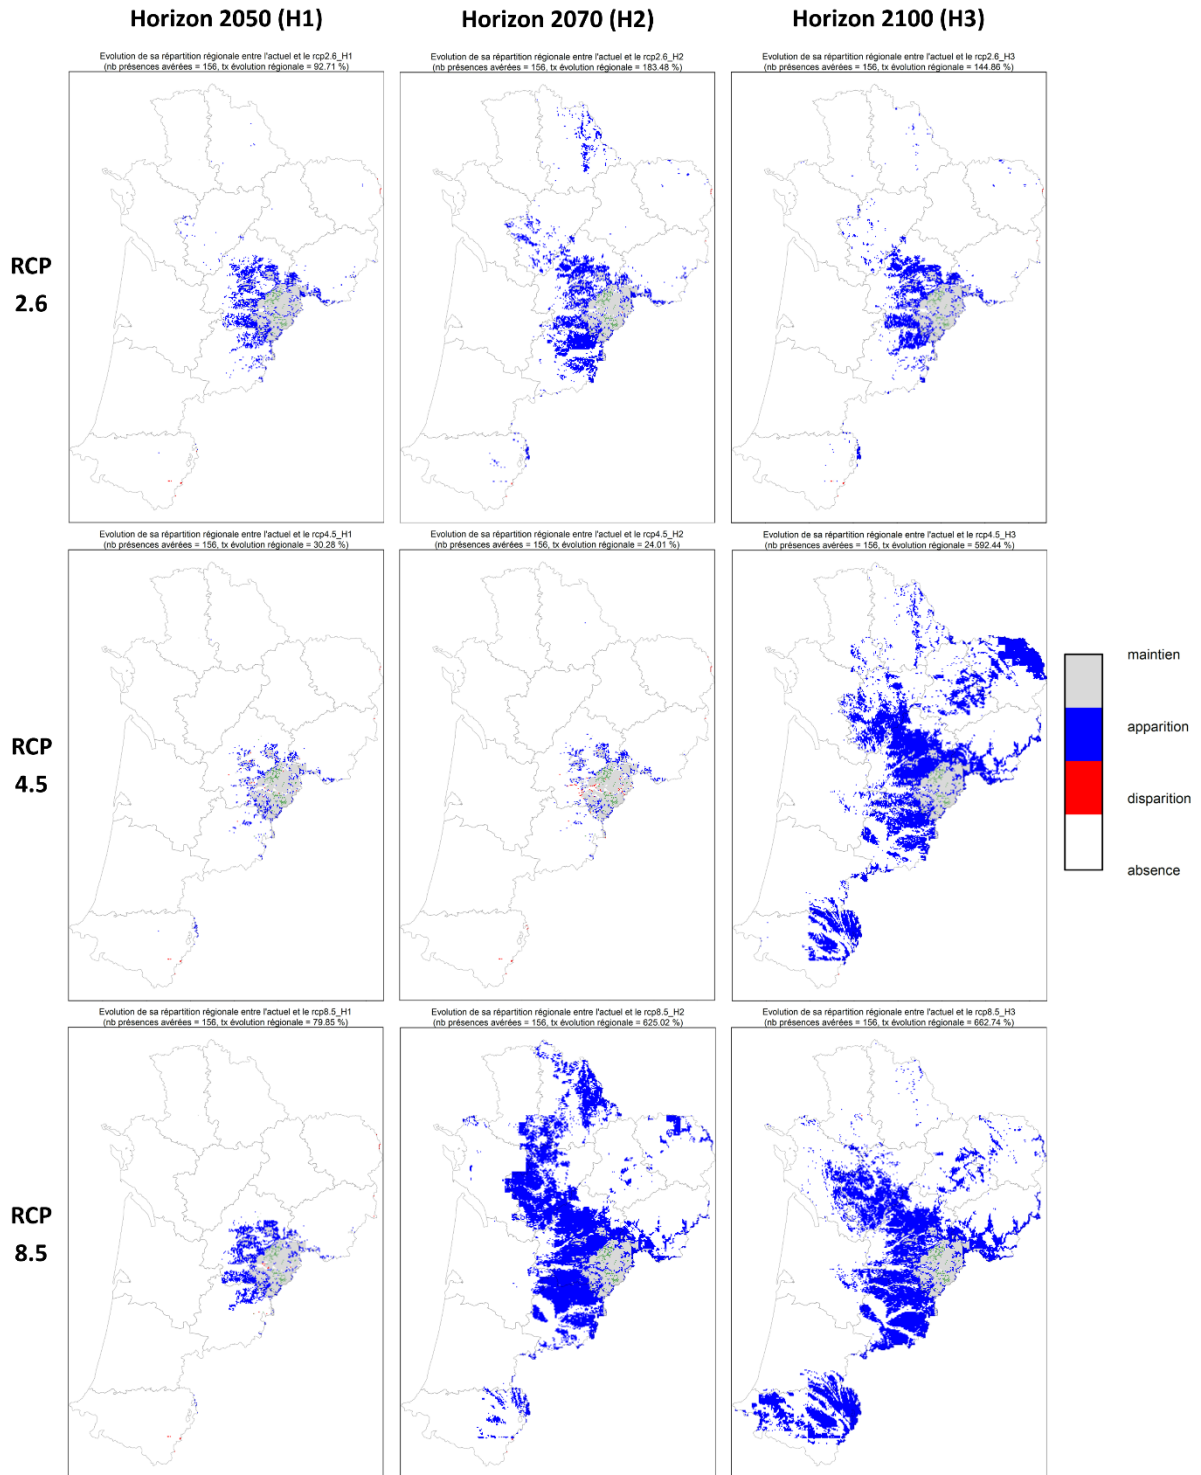 Horizon 2050 (H1)
Horizon 2070 (H2)
Horizon 2100 (H3)
Evolution de sa répartition régionale entre l'actuel et le rcp2.6_H1
(nb présences avérées = 156, tx évolution régionale = 92.71 %)
Evolution de sa répartition régionale entre l'actuel et le rcp2.6_H2
(nb présences avérées = 156, tx évolution régionale = 183.48 %)
Evolution de sa répartition régionale entre l'actuel et le rcp2.6_H3
(nb présences avérées = 156, tx évolution régionale = 144.86 %)
RCP
2.6
Evolution de sa répartition régionale entre l'actuel et le rcp4.5_H1
(nb présences avérées = 156, tx évolution régionale = 30.28 %)
Evolution de sa répartition régionale entre l'actuel et le rcp4.5_H2
(nb présences avérées = 156, tx évolution régionale = 24.01 %)
Evolution de sa répartition régionale entre l'actuel et le rcp4.5_H3
(nb présences avérées = 156, tx évolution régionale = 592.44 %)
RCP
4.5
maintien
apparition
disparition
absence
Evolution de sa répartition régionale entre l'actuel et le rcp8.5_H1
(nb présences avérées = 156, tx évolution régionale = 79.85 %)
Evolution de sa répartition régionale entre l'actuel et le rcp8.5_H2
(nb présences avérées = 156, tx évolution régionale = 625.02 %)
Evolution de sa répartition régionale entre l'actuel et le rcp8.5_H3
(nb présences avérées = 156, tx évolution régionale = 662.74 %)
RCP
8.5